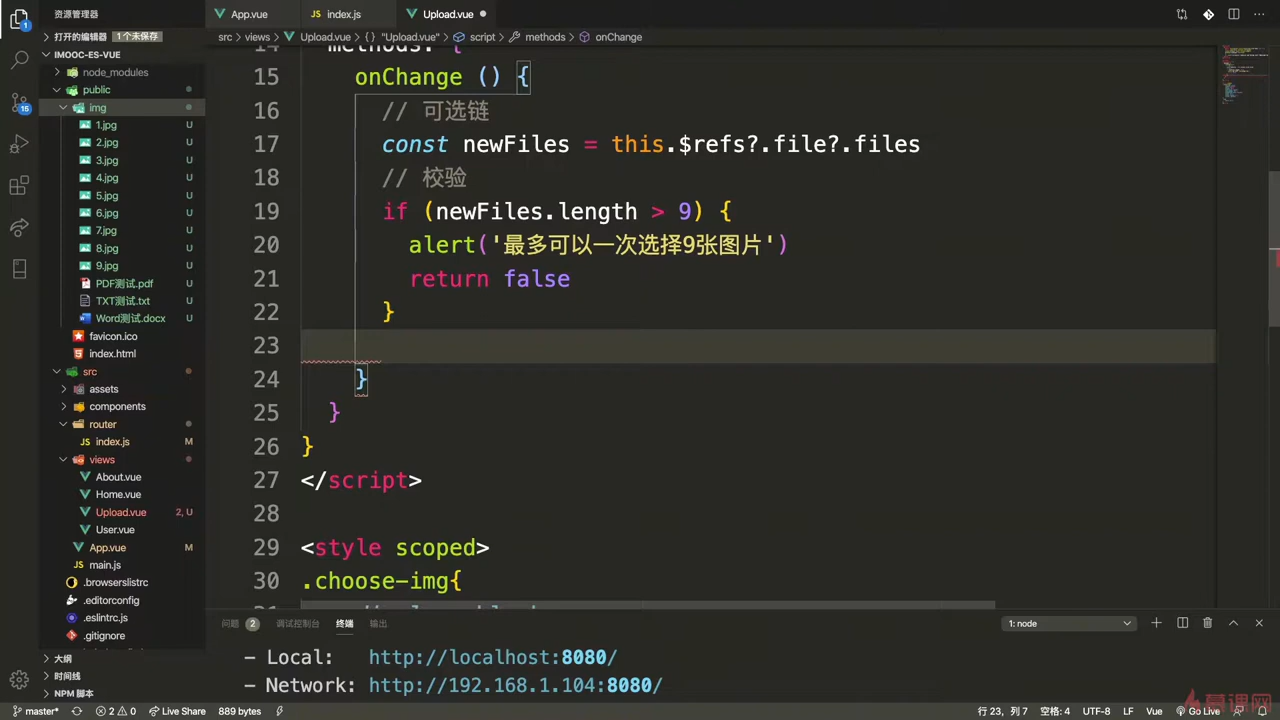 资源管理器
App.vue
index.js
Upload.vue
打开的编辑器 1个未保存
src > views > Upload.vue > {} "Upload.vue" > script > methods > onChange
IMOOC-ES-VUE
node_modules
public
img
1.jpg U
2.jpg U
3.jpg U
4.jpg U
5.jpg U
6.jpg U
7.jpg U
8.jpg U
9.jpg U
PDF测试.pdf U
TXT测试.txt U
Word测试.docx U
favicon.ico
index.html
src
assets
components
router
index.js M
views
About.vue
Home.vue
Upload.vue 2, U
User.vue
App.vue M
main.js
.browserslistrc
.editorconfig
.eslintrc.js
.gitignore
大纲
时间线
NPM 脚本
14 methods: {
15 onChange () {
16 // 可选链
17 const newFiles = this.$refs?.file?.files
18 // 校验
19 if (newFiles.length > 9) {
20 alert('最多可以一次选择9张图片')
21 return false
22 }
23
24 }
25 }
26 }
27 </script>
28
29 <style scoped>
30 .choose-img{
问题 2 调试控制台 终端 输出 1: node
- Local: http://localhost:8080/
- Network: http://192.168.1.104:8080/
master* 2 0 Live Share 889 bytes 行 23, 列 7 空格: 4 UTF-8 LF Vue Go Live
慕课网
1
15